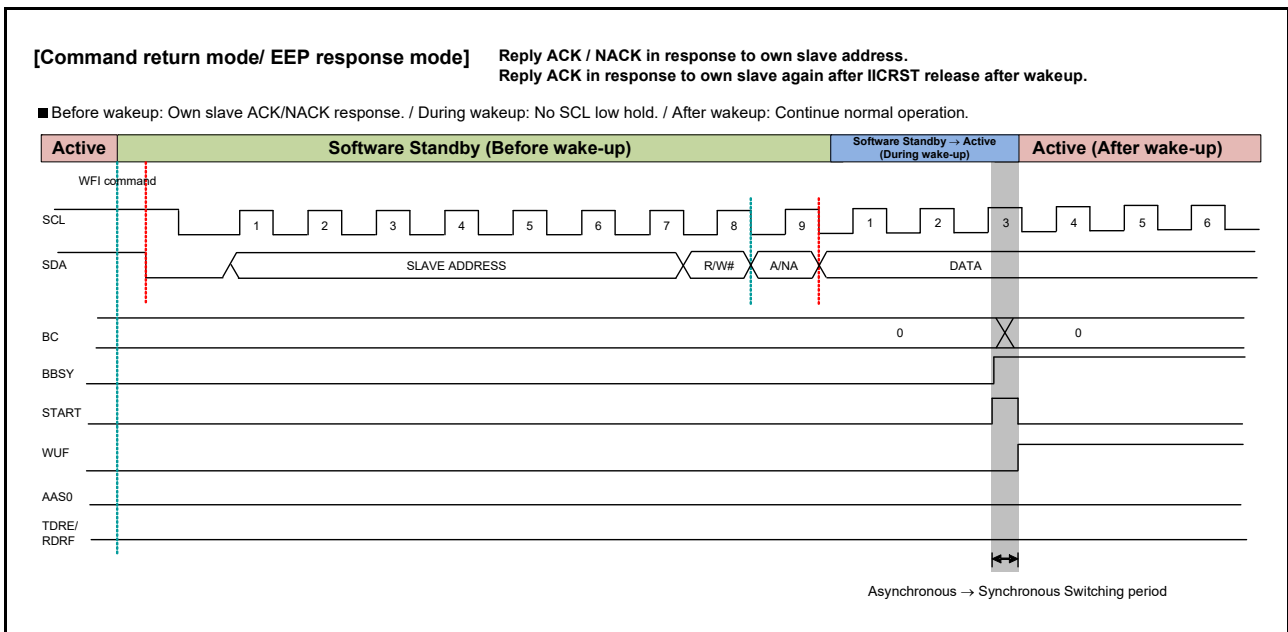 [Command return mode/ EEP response mode] Reply ACK / NACK in response to own slave address.
Reply ACK in response to own slave again after IICRST release after wakeup.
■ Before wakeup: Own slave ACK/NACK response. / During wakeup: No SCL low hold. / After wakeup: Continue normal operation.
Active Software Standby (Before wake-up) Software Standby → Active Active (After wake-up)
(During wake-up)
WFI command
SCL 1 2 3 4 5 6 7 8 9 1 2 3 4 5 6
SDA SLAVE ADDRESS R/W# A/NA DATA
BC 0 0
BBSY
START
WUF
AAS0
TDRE/
RDRF
Asynchronous → Synchronous Switching period